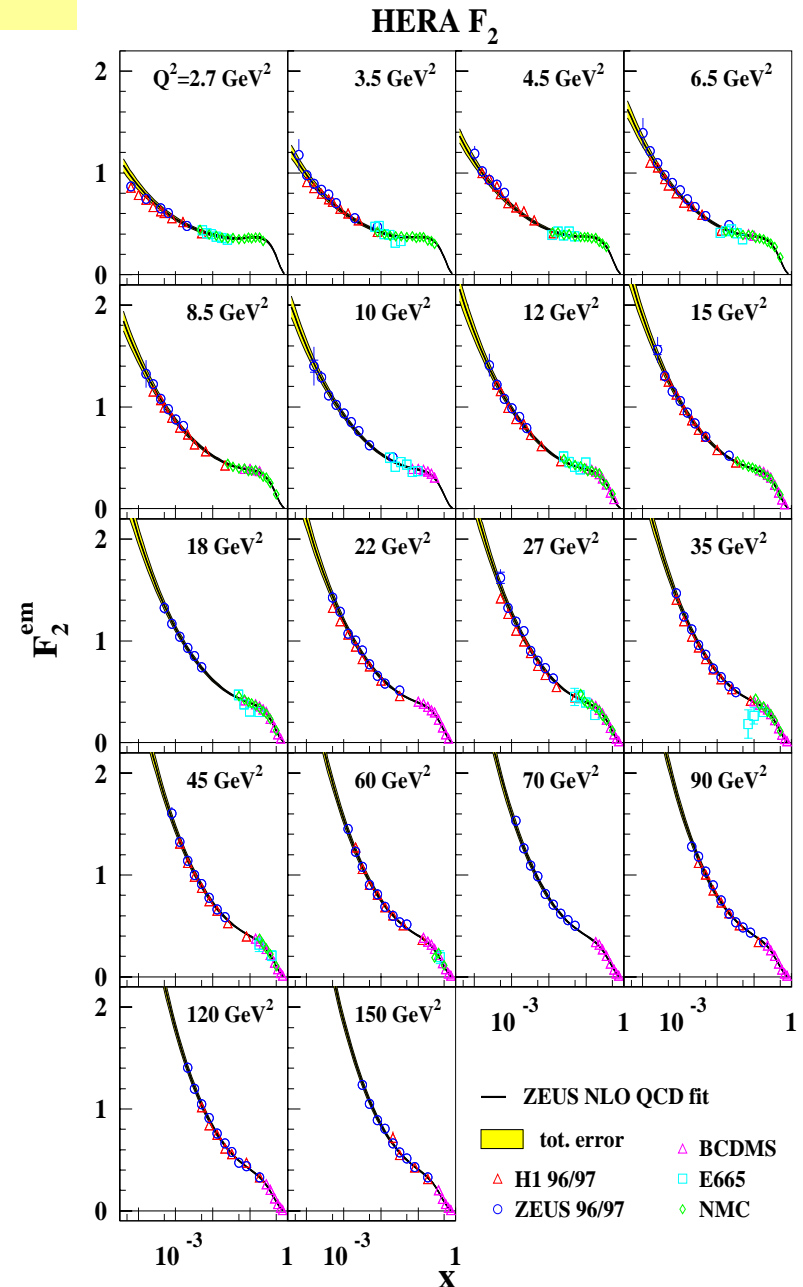 HERA F₂
Q²=2.7 GeV²
3.5 GeV²
4.5 GeV²
6.5 GeV²
2
1
0
8.5 GeV²
10 GeV²
12 GeV²
15 GeV²
2
1
0
18 GeV²
22 GeV²
27 GeV²
35 GeV²
2
1
0
F₂ᵉᵐ
45 GeV²
60 GeV²
70 GeV²
90 GeV²
2
1
0
120 GeV²
150 GeV²
2
1
0
10⁻³ 1 10⁻³ 1
ZEUS NLO QCD fit
tot. error
H1 96/97
ZEUS 96/97
BCDMS
E665
NMC
10⁻³ 1 10⁻³ 1
x